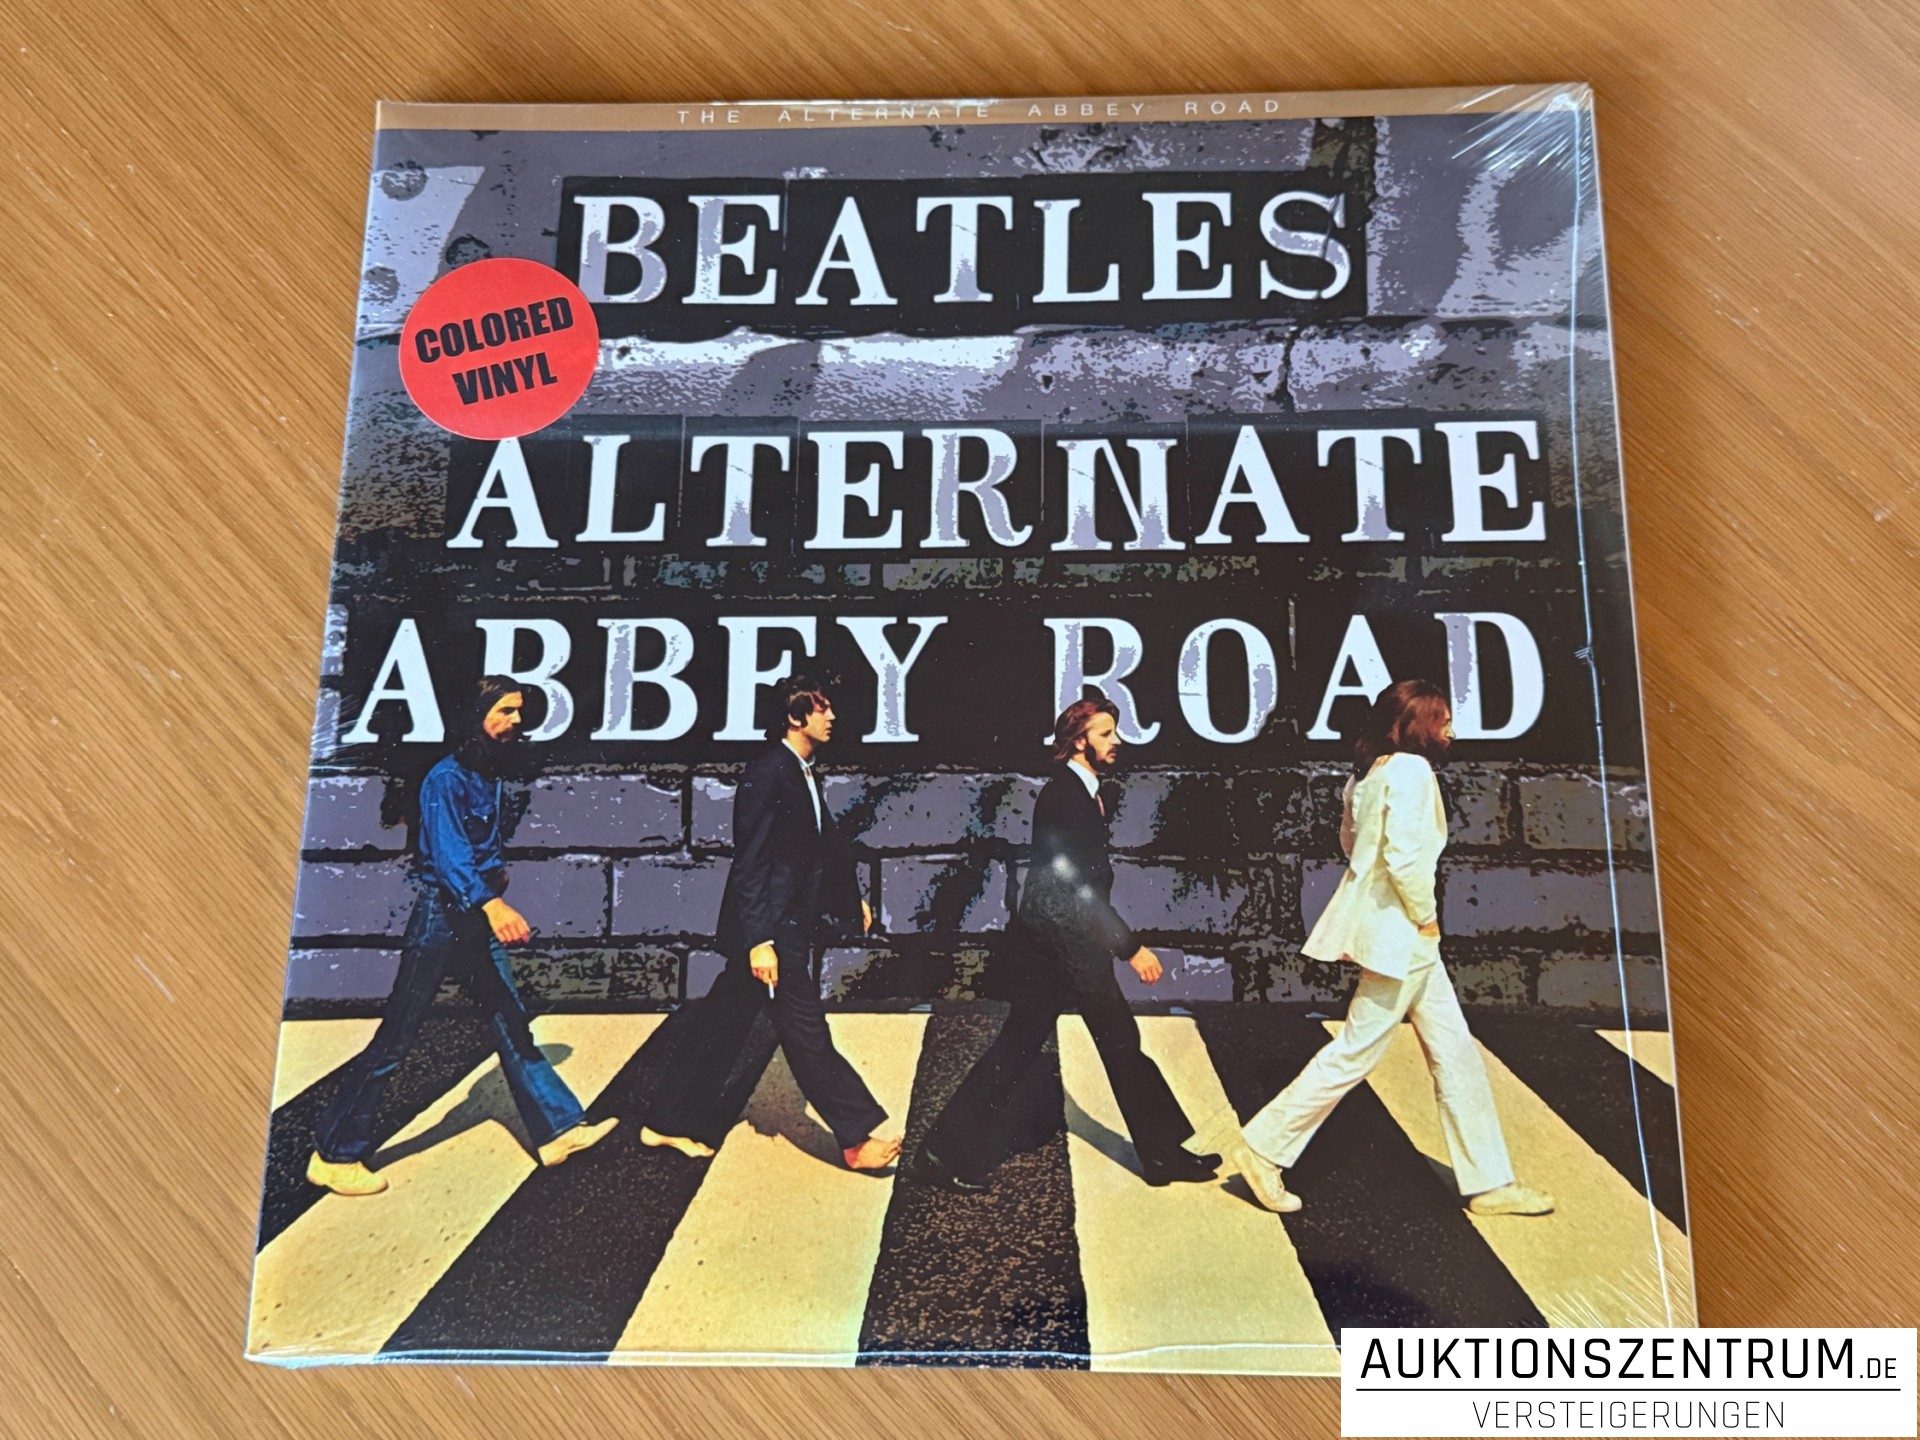 THE ALTERNATE ABBEY ROAD
BEATLES
COLORED
VINYL
ALTERNATE
ABBEY ROAD
AUKTIONSZENTRUM.DE
VERSTEIGERUNGEN